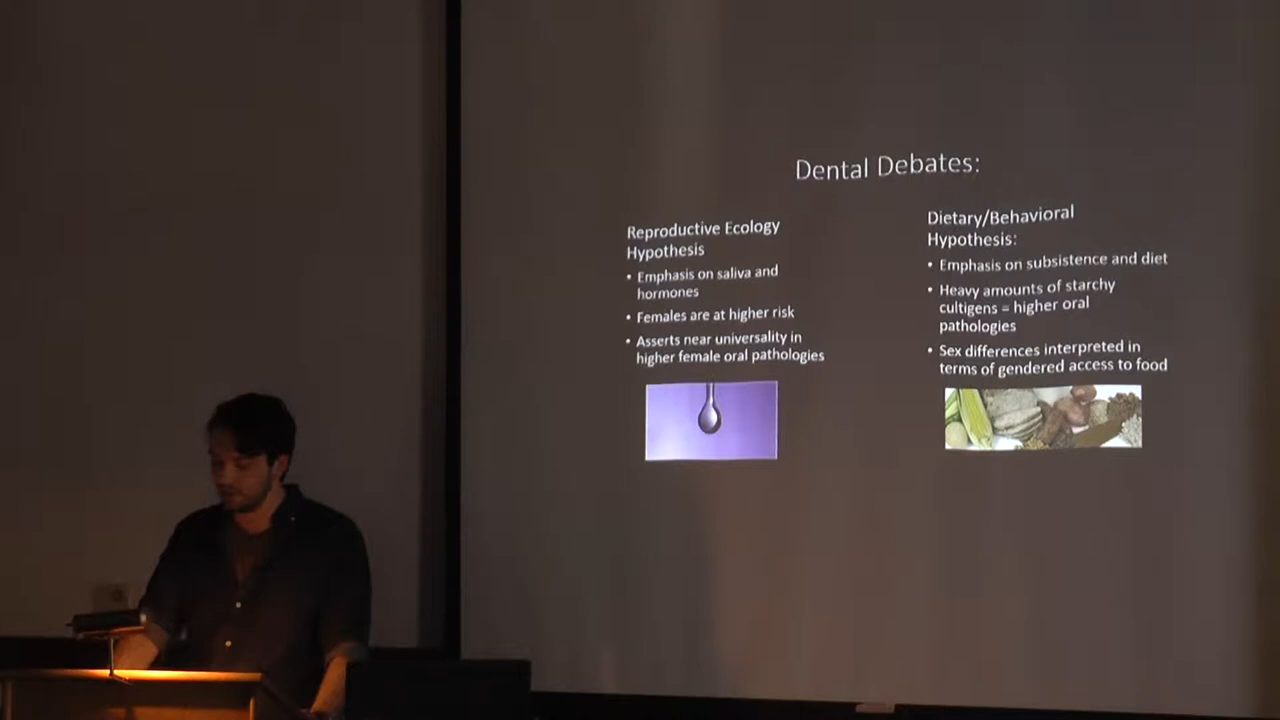 Dental Debates:
Reproductive Ecology
Hypothesis
• Emphasis on saliva and
hormones
• Females are at higher risk
• Asserts near universality in
higher female oral pathologies
Dietary/Behavioral
Hypothesis:
• Emphasis on subsistence and diet
• Heavy amounts of starchy
cultigens = higher oral
pathologies
• Sex differences interpreted in
terms of gendered access to food